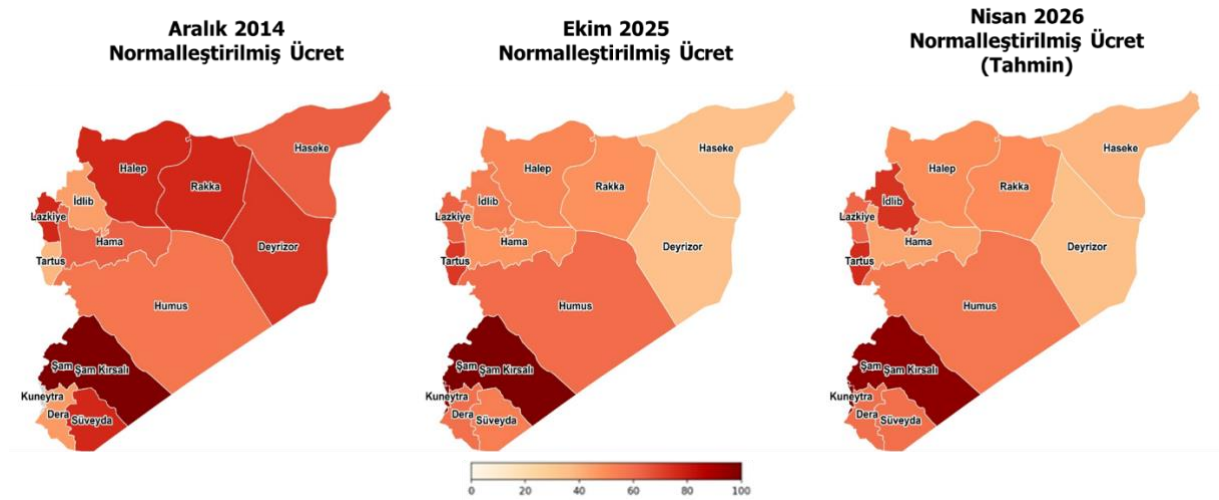 Aralık 2014
Normalleştirilmiş Ücret
Haseke
Halep
Rakka
İdlib
Lazkiye
Hama
Deyrizor
Tartus
Humus
Şam
Şam Kırsalı
Kuneytra
Dera
Süveyda
Ekim 2025
Normalleştirilmiş Ücret
Haseke
Halep
Rakka
İdlib
Lazkiye
Hama
Deyrizor
Tartus
Humus
Şam
Şam Kırsalı
Kuneytra
Dera
Süveyda
Nisan 2026
Normalleştirilmiş Ücret
(Tahmin)
Haseke
Halep
Rakka
İdlib
Lazkiye
Hama
Deyrizor
Tartus
Humus
Şam
Şam Kırsalı
Kuneytra
Dera
Süveyda
0 20 40 60 80 100